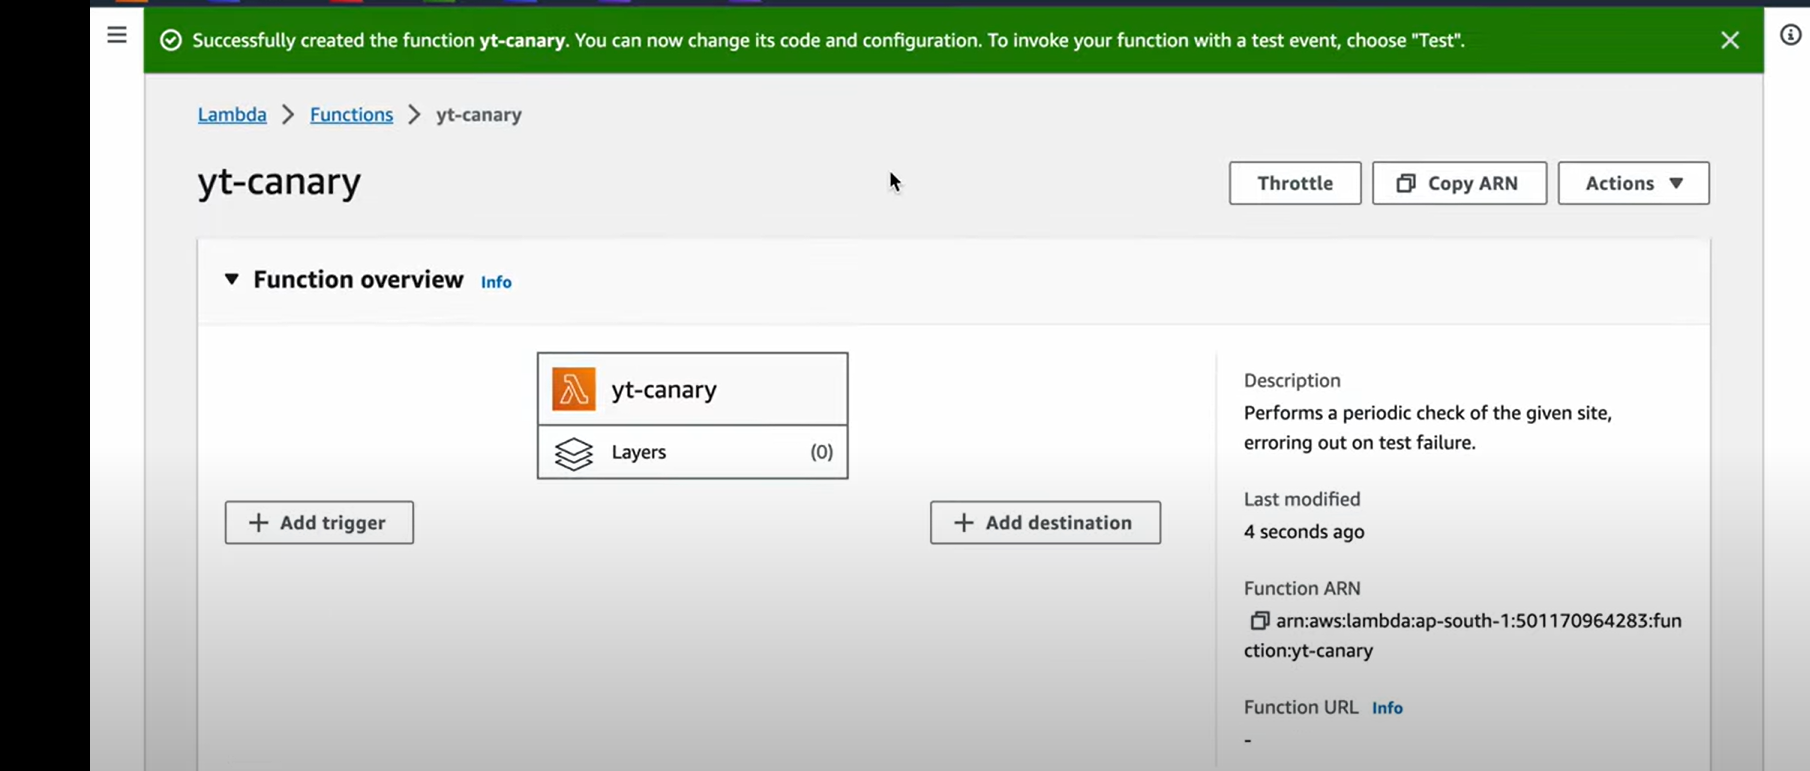 Successfully created the function yt-canary. You can now change its code and configuration. To invoke your function with a test event, choose "Test".
Lambda > Functions > yt-canary
yt-canary
Throttle
Copy ARN
Actions
Function overview Info
yt-canary
Layers (0)
Add trigger
Add destination
Description
Performs a periodic check of the given site,
erroring out on test failure.
Last modified
4 seconds ago
Function ARN
arn:aws:lambda:ap-south-1:501170964283:fun
ction:yt-canary
Function URL Info
-